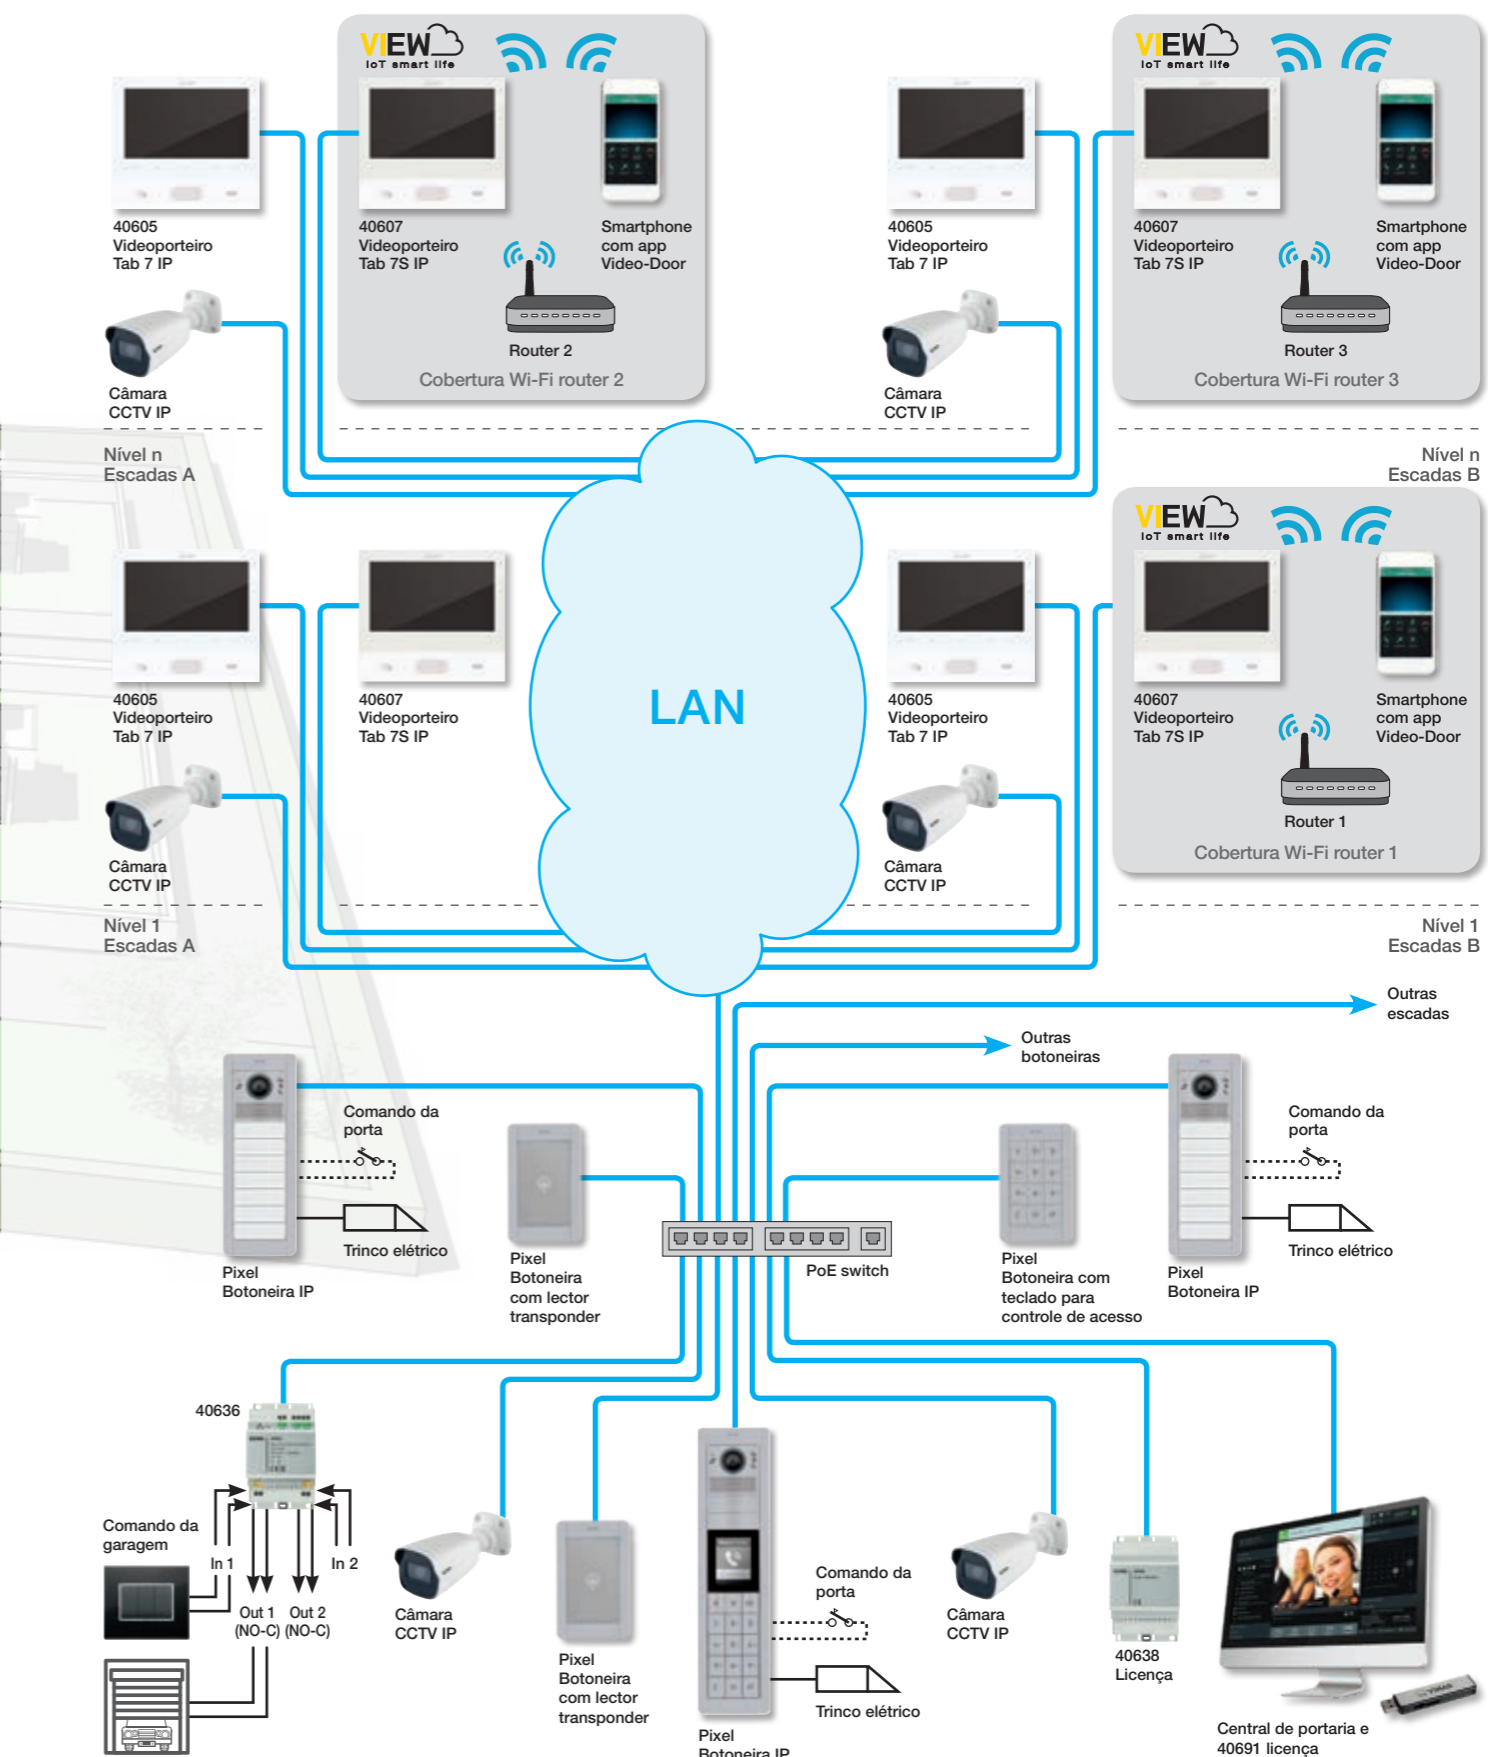 VIEW
IoT smart life
40605
Videoporteiro
Tab 7 IP
40607
Videoporteiro
Tab 7S IP
Smartphone
com app
Video-Door
Router 2
Cobertura Wi-Fi router 2
Câmara
CCTV IP
VIEW
IoT smart life
40605
Videoporteiro
Tab 7 IP
40607
Videoporteiro
Tab 7S IP
Smartphone
com app
Video-Door
Router 3
Cobertura Wi-Fi router 3
Câmara
CCTV IP
Nível n
Escadas A
Nível n
Escadas B
40605
Videoporteiro
Tab 7 IP
40607
Videoporteiro
Tab 7S IP
LAN
Câmara
CCTV IP
VIEW
IoT smart life
40605
Videoporteiro
Tab 7 IP
40607
Videoporteiro
Tab 7S IP
Smartphone
com app
Video-Door
Router 1
Cobertura Wi-Fi router 1
Câmara
CCTV IP
Nível 1
Escadas A
Nível 1
Escadas B
Outras
escadas
Outras
botoneiras
Comando da
porta
Trinco elétrico
Pixel
Botoneira IP
Pixel
Botoneira
com lector
transponder
PoE switch
Pixel
Botoneira com
teclado para
controle de acesso
Comando da
porta
Trinco elétrico
Pixel
Botoneira IP
40636
Comando da
garagem
In 1
In 2
Out 1
(NO-C)
Out 2
(NO-C)
Câmara
CCTV IP
Pixel
Botoneira
com lector
transponder
Comando da
porta
Trinco elétrico
Pixel
Botoneira IP
Câmara
CCTV IP
40638
Licença
Central de portaria e
40691 licença